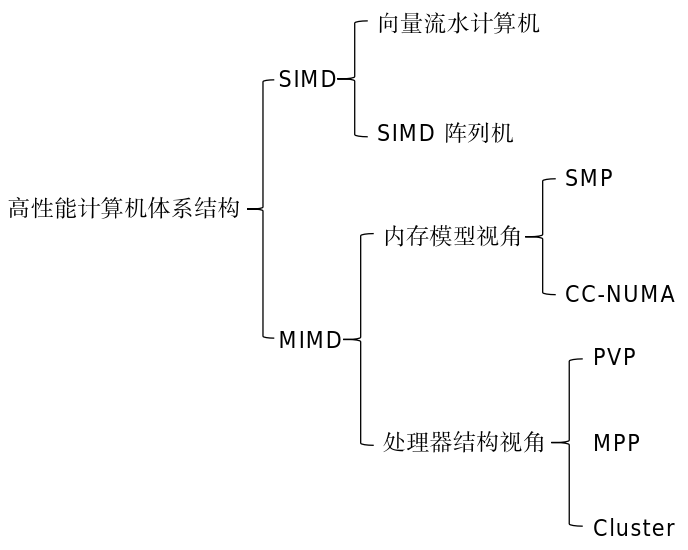 向量流水计算机
SIMD
SIMD 阵列机
高性能计算机体系结构
SMP
内存模型视角
CC-NUMA
MIMD
PVP
处理器结构视角
MPP
Cluster